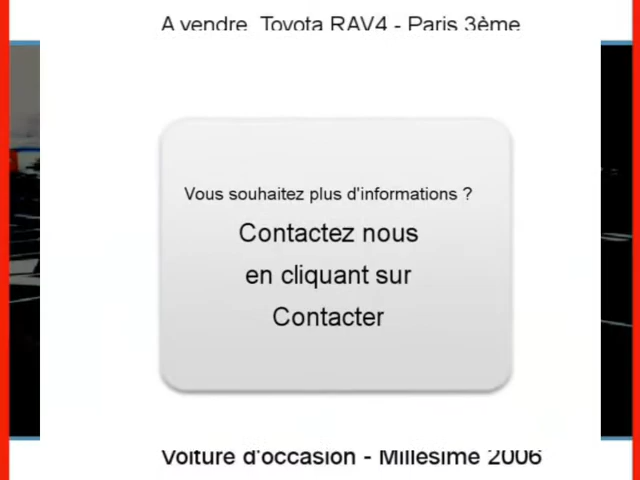 A vendre Toyota RAV4 - Paris 3ème
Vous souhaitez plus d'informations ?
Contactez nous
en cliquant sur
Contacter
Voiture d'occasion - Millésime 2006